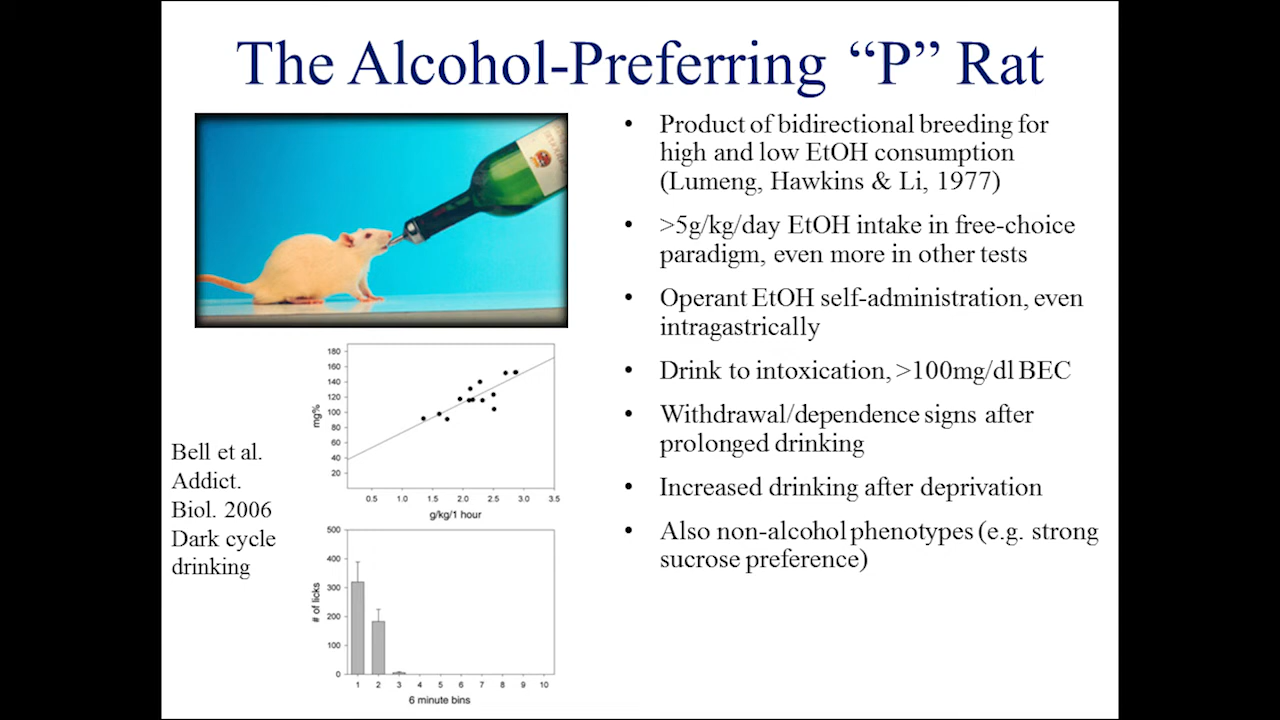 The Alcohol-Preferring “P” Rat
• Product of bidirectional breeding for
high and low EtOH consumption
(Lumeng, Hawkins & Li, 1977)
• >5g/kg/day EtOH intake in free-choice
paradigm, even more in other tests
• Operant EtOH self-administration, even
intragastrically
• Drink to intoxication, >100mg/dl BEC
• Withdrawal/dependence signs after
prolonged drinking
• Increased drinking after deprivation
• Also non-alcohol phenotypes (e.g. strong
sucrose preference)
Bell et al.
Addict.
Biol. 2006
Dark cycle
drinking
mg%
180
160
140
120
100
80
60
40
20
0.5 1.0 1.5 2.0 2.5 3.0 3.5
g/kg/1 hour
# of licks
500
400
300
200
100
0
1 2 3 4 5 6 7 8 9 10
6 minute bins